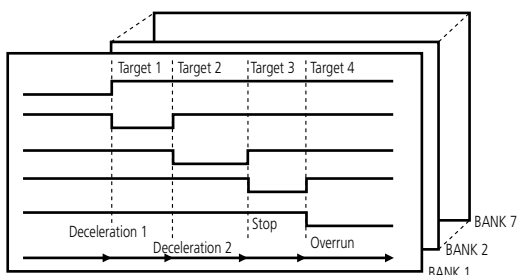 Target 1 Target 2 Target 3 Target 4
Deceleration 1
Deceleration 2
Stop
Overrun
BANK 7
BANK 2
BANK 1